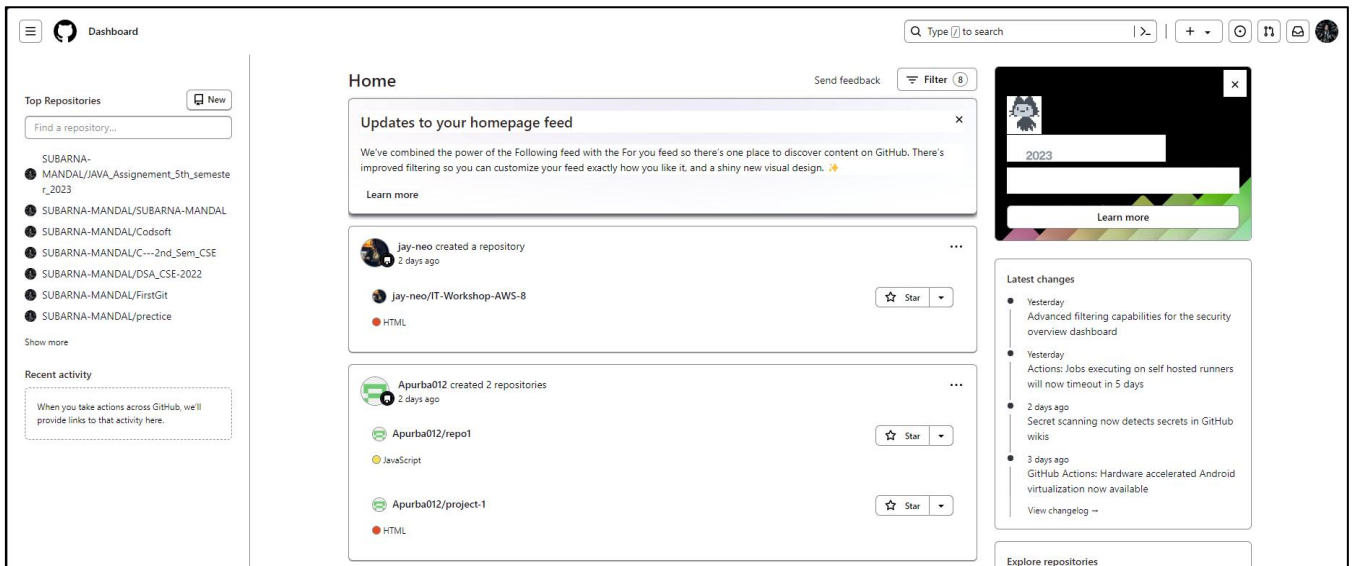 Dashboard
Type / to search
Top Repositories
New
Find a repository...
SUBARNA-
MANDAL/JAVA_Assignement_5th_semeste
r_2023
SUBARNA-MANDAL/SUBARNA-MANDAL
SUBARNA-MANDAL/Codsoft
SUBARNA-MANDAL/C---2nd_Sem_CSE
SUBARNA-MANDAL/DSA_CSE-2022
SUBARNA-MANDAL/FirstGit
SUBARNA-MANDAL/prectice
Show more
Recent activity
When you take actions across GitHub, we'll
provide links to that activity here.
Home
Send feedback
Filter 8
Updates to your homepage feed
We've combined the power of the Following feed with the For you feed so there's one place to discover content on GitHub. There's
improved filtering so you can customize your feed exactly how you like it, and a shiny new visual design. ✨
Learn more
jay-neo created a repository
2 days ago
jay-neo/IT-Workshop-AWS-8
Star
HTML
Apurba012 created 2 repositories
2 days ago
Apurba012/repo1
Star
JavaScript
Apurba012/project-1
Star
HTML
2023
Learn more
Latest changes
Yesterday
Advanced filtering capabilities for the security
overview dashboard
Yesterday
Actions: Jobs executing on self hosted runners
will now timeout in 5 days
2 days ago
Secret scanning now detects secrets in GitHub
wikis
3 days ago
GitHub Actions: Hardware accelerated Android
virtualization now available
View changelog →
Explore repositories